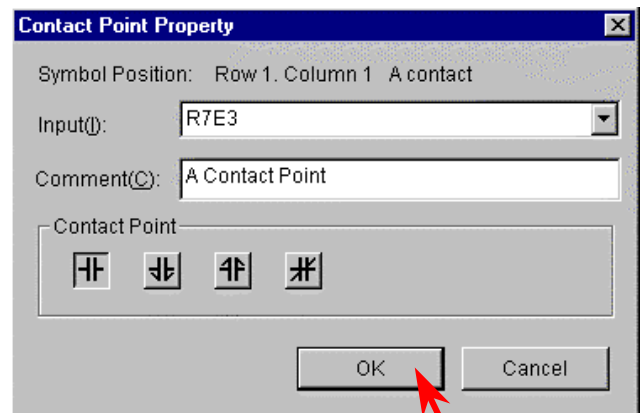 Contact Point Property
Symbol Position: Row 1. Column 1 A contact
Input(I): R7E3
Comment(C): A Contact Point
Contact Point
OK Cancel